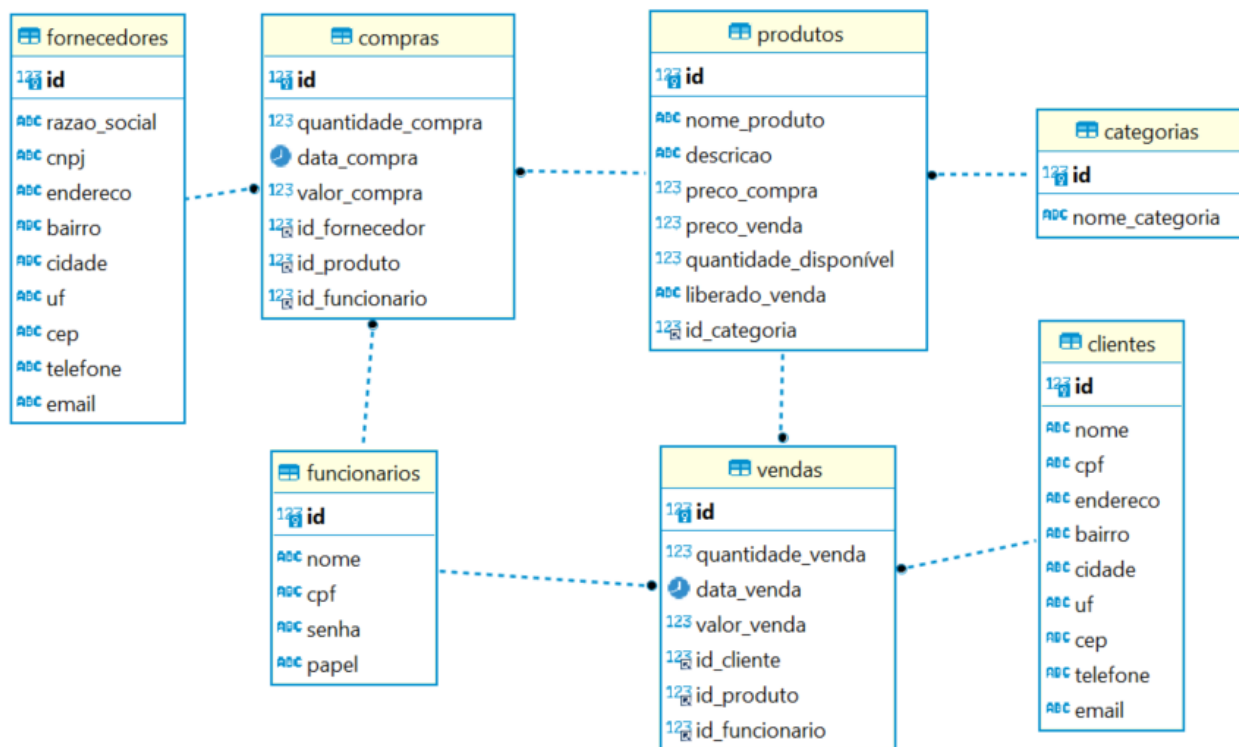 fornecedores
id
razao_social
cnpj
endereco
bairro
cidade
uf
cep
telefone
email
compras
id
quantidade_compra
data_compra
valor_compra
id_fornecedor
id_produto
id_funcionario
produtos
id
nome_produto
descricao
preco_compra
preco_venda
quantidade_disponível
liberado_venda
id_categoria
categorias
id
nome_categoria
funcionarios
id
nome
cpf
senha
papel
vendas
id
quantidade_venda
data_venda
valor_venda
id_cliente
id_produto
id_funcionario
clientes
id
nome
cpf
endereco
bairro
cidade
uf
cep
telefone
email